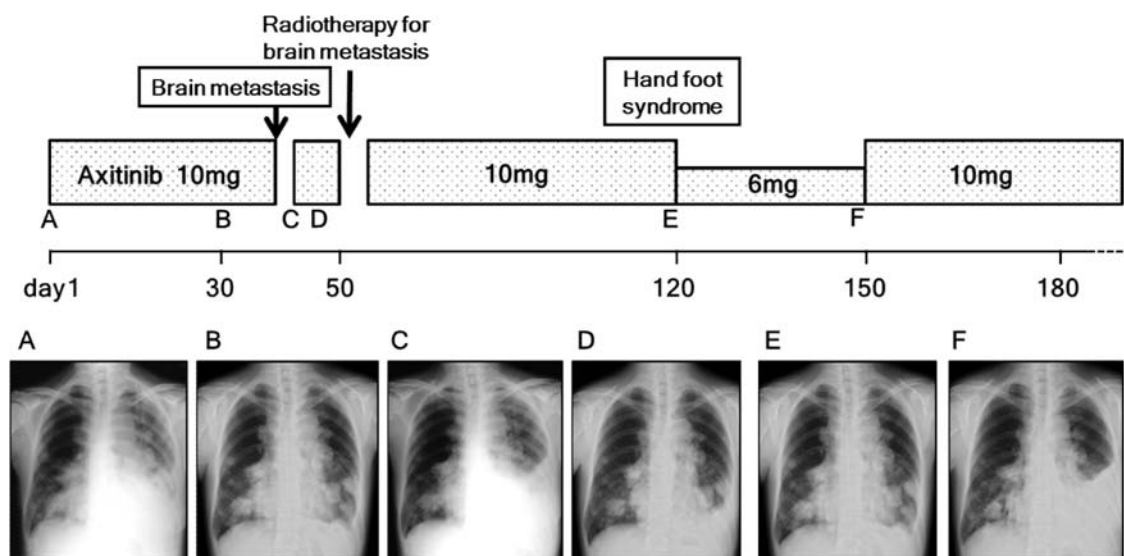 Radiotherapy for
brain metastasis
Brain metastasis
Hand foot
syndrome
Axitinib 10mg
10mg
6mg
10mg
A B C D E F
day1 30 50 120 150 180
A B C D E F